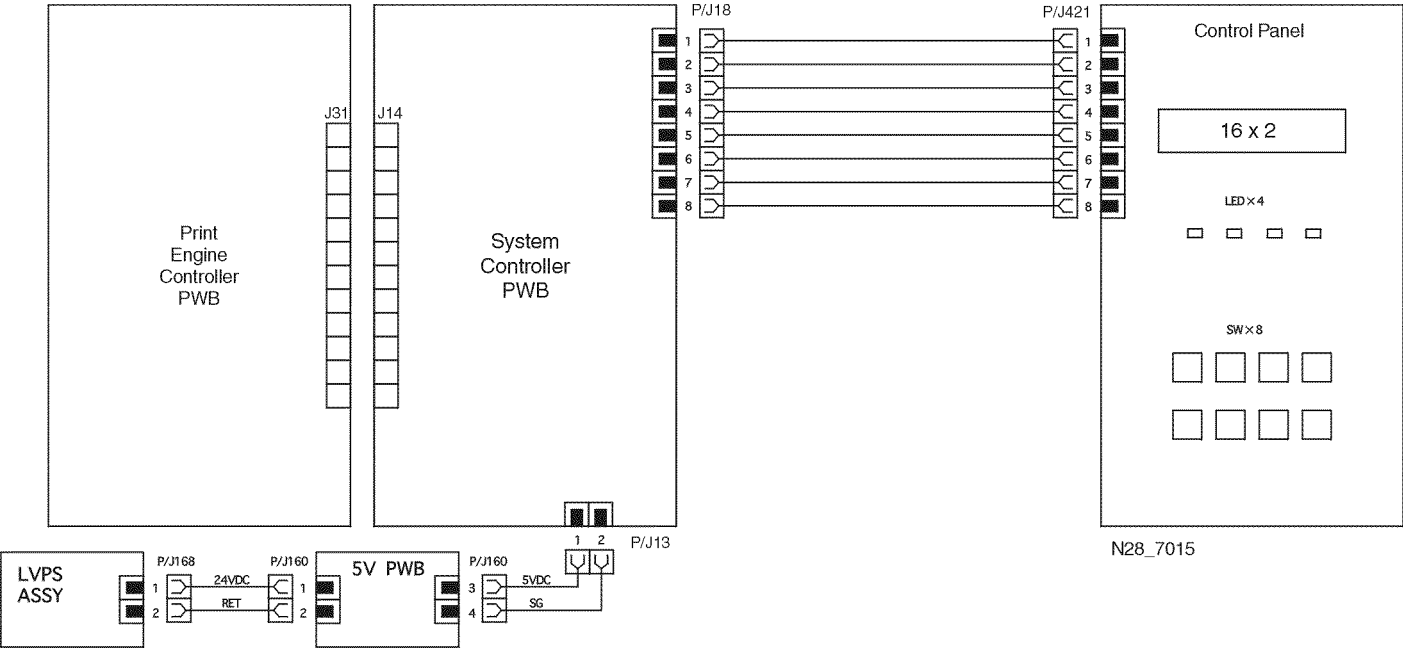 P/J18
P/J421
Control Panel
1 1
2 2
3 3
4 4
5 5
6 6
7 7
8 8
16 x 2
J31 J14
LED×4
Print
Engine
Controller
PWB
System
Controller
PWB
SW×8
1 2
P/J13
N28_7015
LVPS
ASSY
P/J168
P/J160
5V PWB
P/J160
1 24VDC 1
3 5VDC
2 RET 2
4 SG